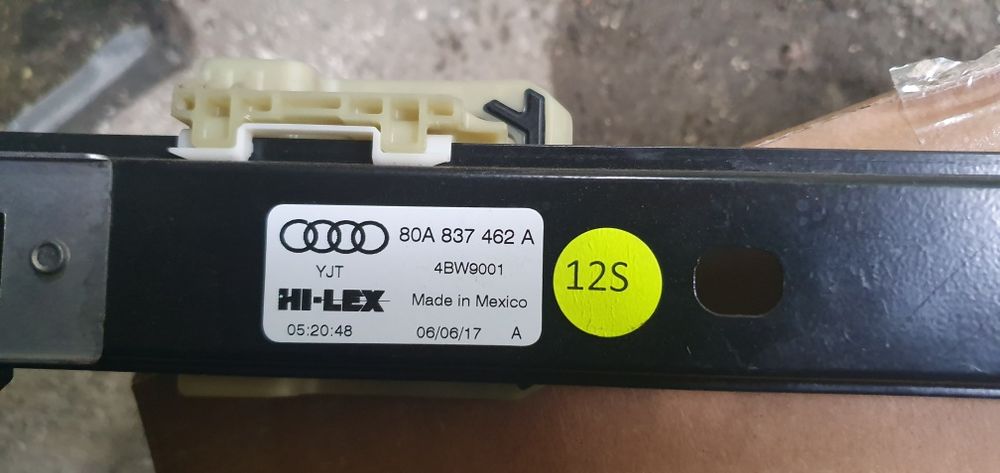 80A 837 462 A
YJT 4BW9001
HI-LEX Made in Mexico
05:20:48 06/06/17 A
12S